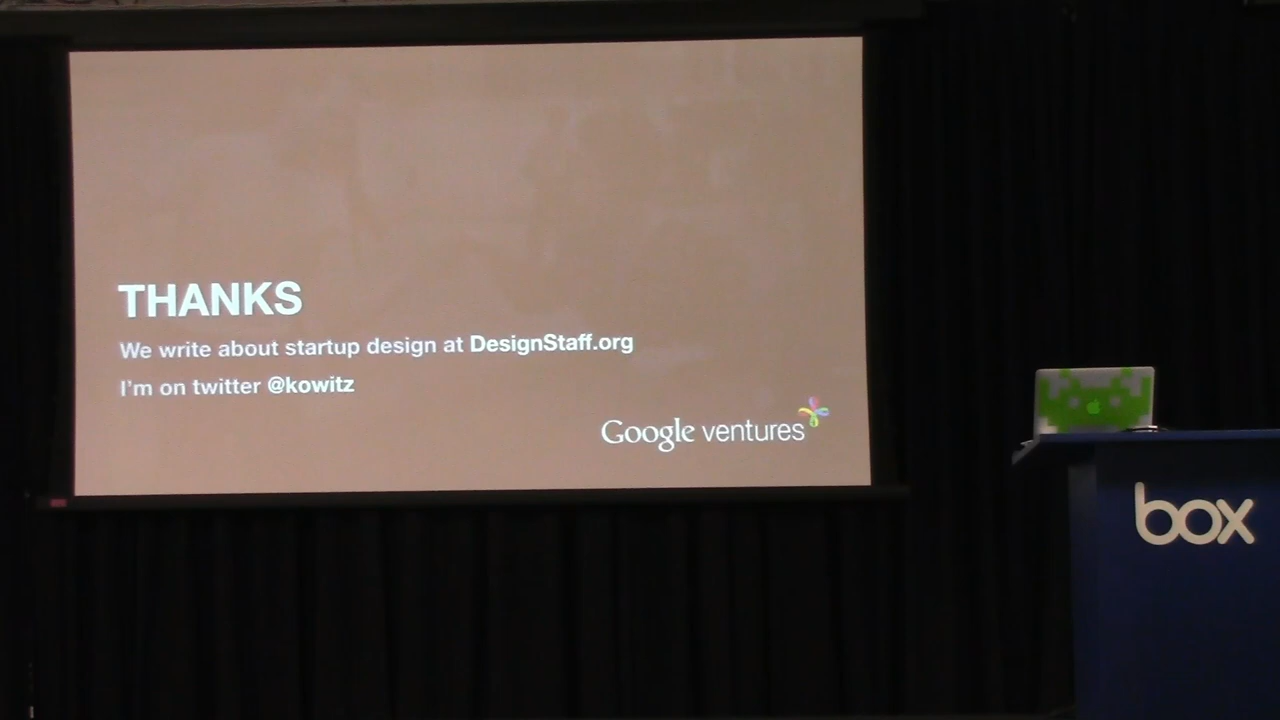 THANKS
We write about startup design at DesignStaff.org
I'm on twitter @kowitz
Google ventures
box